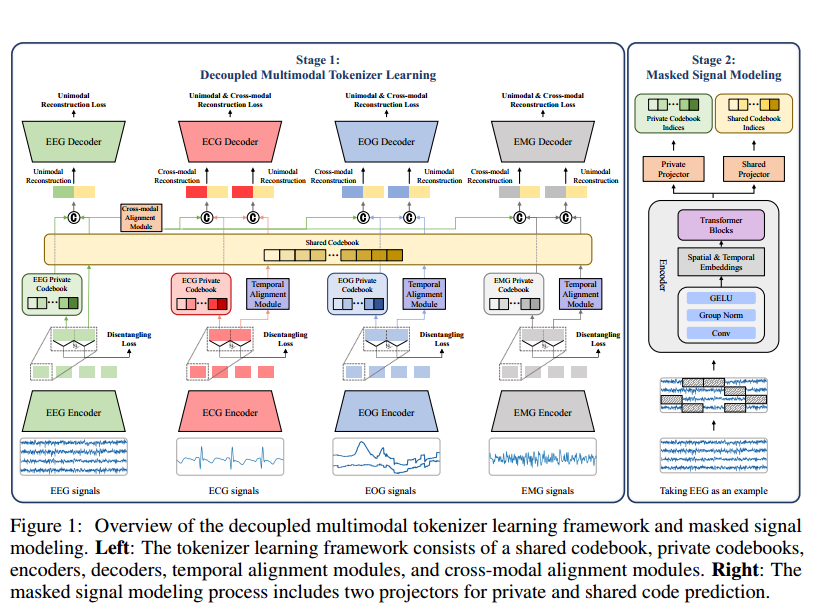 Stage 1:
Decoupled Multimodal Tokenizer Learning
Unimodal
Reconstruction Loss
Unimodal & Cross-modal
Reconstruction Loss
Unimodal & Cross-modal
Reconstruction Loss
Unimodal & Cross-modal
Reconstruction Loss
EEG Decoder
ECG Decoder
EOG Decoder
EMG Decoder
Unimodal
Reconstruction
Cross-modal
Reconstruction
Unimodal
Reconstruction
Cross-modal
Reconstruction
Unimodal
Reconstruction
Cross-modal
Reconstruction
Unimodal
Reconstruction
Cross-modal
Alignment
Module
C
C
C
C
C
C
C
Shared Codebook
EEG Private
Codebook
ECG Private
Codebook
Temporal
Alignment
Module
EOG Private
Codebook
Temporal
Alignment
Module
EMG Private
Codebook
Temporal
Alignment
Module
Disentangling
Loss
Disentangling
Loss
Disentangling
Loss
Disentangling
Loss
EEG Encoder
ECG Encoder
EOG Encoder
EMG Encoder
EEG signals
ECG signals
EOG signals
EMG signals
Stage 2:
Masked Signal Modeling
Private Codebook
Indices
Shared Codebook
Indices
Private
Projector
Shared
Projector
Encoder
Transformer
Blocks
Spatial & Temporal
Embeddings
GELU
Group Norm
Conv
Taking EEG as an example
Figure 1: Overview of the decoupled multimodal tokenizer learning framework and masked signal
modeling. Left: The tokenizer learning framework consists of a shared codebook, private codebooks,
encoders, decoders, temporal alignment modules, and cross-modal alignment modules. Right: The
masked signal modeling process includes two projectors for private and shared code prediction.